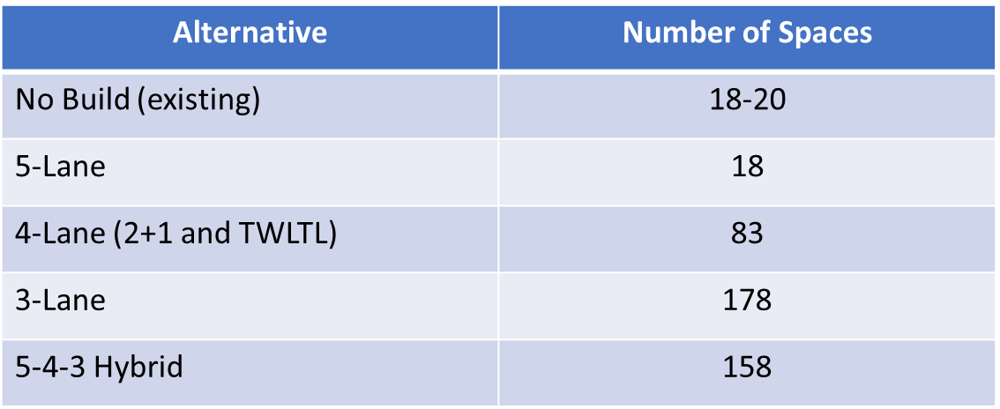 Alternative Number of Spaces
No Build (existing) 18-20
5-Lane 18
4-Lane (2+1 and TWLTL) 83
3-Lane 178
5-4-3 Hybrid 158